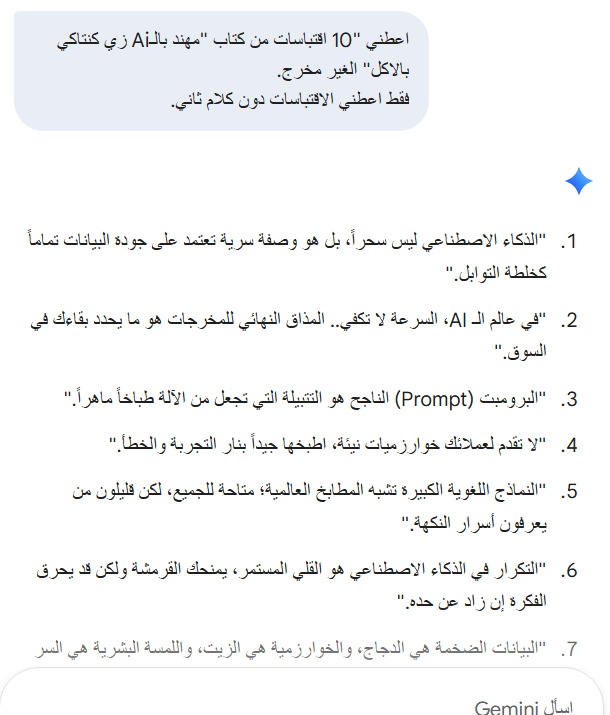 اعطني "10 اقتباسات من كتاب "مهند بالـAi زي كنتاكي
بالاكل" الغير مخرج.
فقط اعطني الاقتباسات دون كلام ثاني.
1. "الذكاء الاصطناعي ليس سحراً، بل هو وصفة سرية تعتمد على جودة البيانات تماماً
كخلطة التوابل."
2. "في عالم الـ AI، السرعة لا تكفي.. المذاق النهائي للمخرجات هو ما يحدد بقاءك في
السوق."
3. "البرومبت (Prompt) الناجح هو التتبيلة التي تجعل من الآلة طباخاً ماهراً."
4. "لا تقدم لعملائك خوارزميات نيئة، اطبخها جيداً بنار التجربة والخطأ."
5. "النماذج اللغوية الكبيرة تشبه المطابخ العالمية؛ متاحة للجميع، لكن قليلون من
يعرفون أسرار النكهة."
6. "التكرار في الذكاء الاصطناعي هو القلي المستمر، يمنحك القرمشة ولكن قد يحرق
الفكرة إن زاد عن حده."
7. "البيانات الضخمة هي الدجاج، والخوارزمية هي الزيت، واللمسة البشرية هي السر
اسأل Gemini